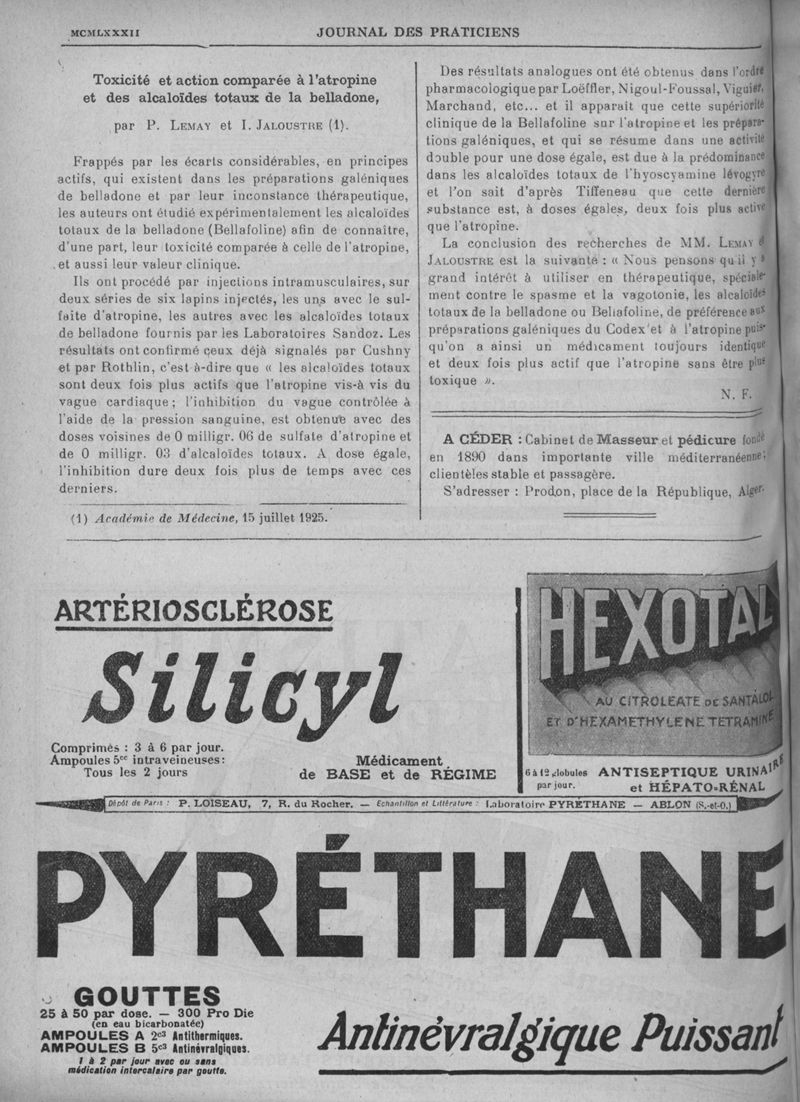 MCMLXXXII
JOURNAL DES PRATICIENS
Toxicité et action comparée à l'atropine
et des alcaloïdes totaux de la belladone,
par P. LEMAY et I. JALOUSTRE (1).
Frappés par les écarts considérables, en principes
actifs, qui existent dans les préparations galéniques
de belladone et par leur inconstance thérapeutique,
les auteurs ont étudié expérimentalement les alcaloïdes
totaux de la belladone (Bellafoline) afin de connaître,
d'une part, leur toxicité comparée à celle de l'atropine,
et aussi leur valeur clinique.
Ils ont procédé par injections intramusculaires, sur
deux séries de six lapins injectés, les uns avec le sul-
fate d'atropine, les autres avec les alcaloïdes totaux
de belladone fournis par les Laboratoires Sandoz. Les
résultats ont confirmé ceux déjà signalés par Cushny
et par Rothlin, c'est à-dire que « les alcaloïdes totaux
sont deux fois plus actifs que l'atropine vis-à vis du
vague cardiaque ; l'inhibition du vague contrôlée à
l'aide de la pression sanguine, est obtenue avec des
doses voisines de 0 milligr. 06 de sulfate d'atropine et
de 0 milligr. 03 d'alcaloïdes totaux. A dose égale,
l'inhibition dure deux fois plus de temps avec ces
derniers.
(1) Académie de Médecine, 15 juillet 1925.
Des résultats analogues ont été obtenus dans l'ordre
pharmacologique par Loëffler, Nigoul-Foussal, Viguier,
Marchand, etc... et il apparait que cette supériorité
clinique de la Bellafoline sur l'atropine et les prépara-
tions galéniques, et qui se résume dans une activité
double pour une dose égale, est due à la prédominance
dans les alcaloïdes totaux de l'hyoscyamine lévogyre
et l'on sait d'après Tiffeneau que cette dernière
substance est, à doses égales, deux fois plus active
que l'atropine.
La conclusion des recherches de MM. LEMAY et
JALOUSTRE est la suivante : « Nous pensons qu'il y a
grand intérêt à utiliser en thérapeutique, spéciale-
ment contre le spasme et la vagotonie, les alcaloïdes
totaux de la belladone ou Bellafoline, de préférence aux
préparations galéniques du Codex et à l'atropine puis-
qu'on a ainsi un médicament toujours identique
et deux fois plus actif que l'atropine sans être plus
toxique ».
N. F.
A CÉDER : Cabinet de Masseur et pédicure fondé
en 1890 dans importante ville méditerranéenne ;
clientèles stable et passagère.
S'adresser : Prodon, place de la République, Alger.
ARTÉRIOSCLÉROSE
Silicyl
Comprimés : 3 à 6 par jour.
Ampoules 5cc intraveineuses:
Tous les 2 jours
Médicament
de BASE et de RÉGIME
HEXOTAL
AU CITROLEATE DE SANTALOL
ET D'HEXAMETHYLENE TETRAMINE
6 à 12 globules
par jour.
ANTISEPTIQUE URINAIRE
et HÉPATO-RÉNAL
Dépôt de Paris : P. LOISEAU, 7, R. du Rocher. — Echantillon et Littérature : Laboratoire PYRÉTHANE — ABLON (S.-et-O.)
PYRÉTHANE
GOUTTES
25 à 50 par dose. — 300 Pro Die
(en eau bicarbonatée)
AMPOULES A 2c3 Antithermiques.
AMPOULES B 5c3 Antinévralgiques.
1 à 2 par jour avec ou sans
médication intercalaire par goutte.
Antinévralgique Puissant